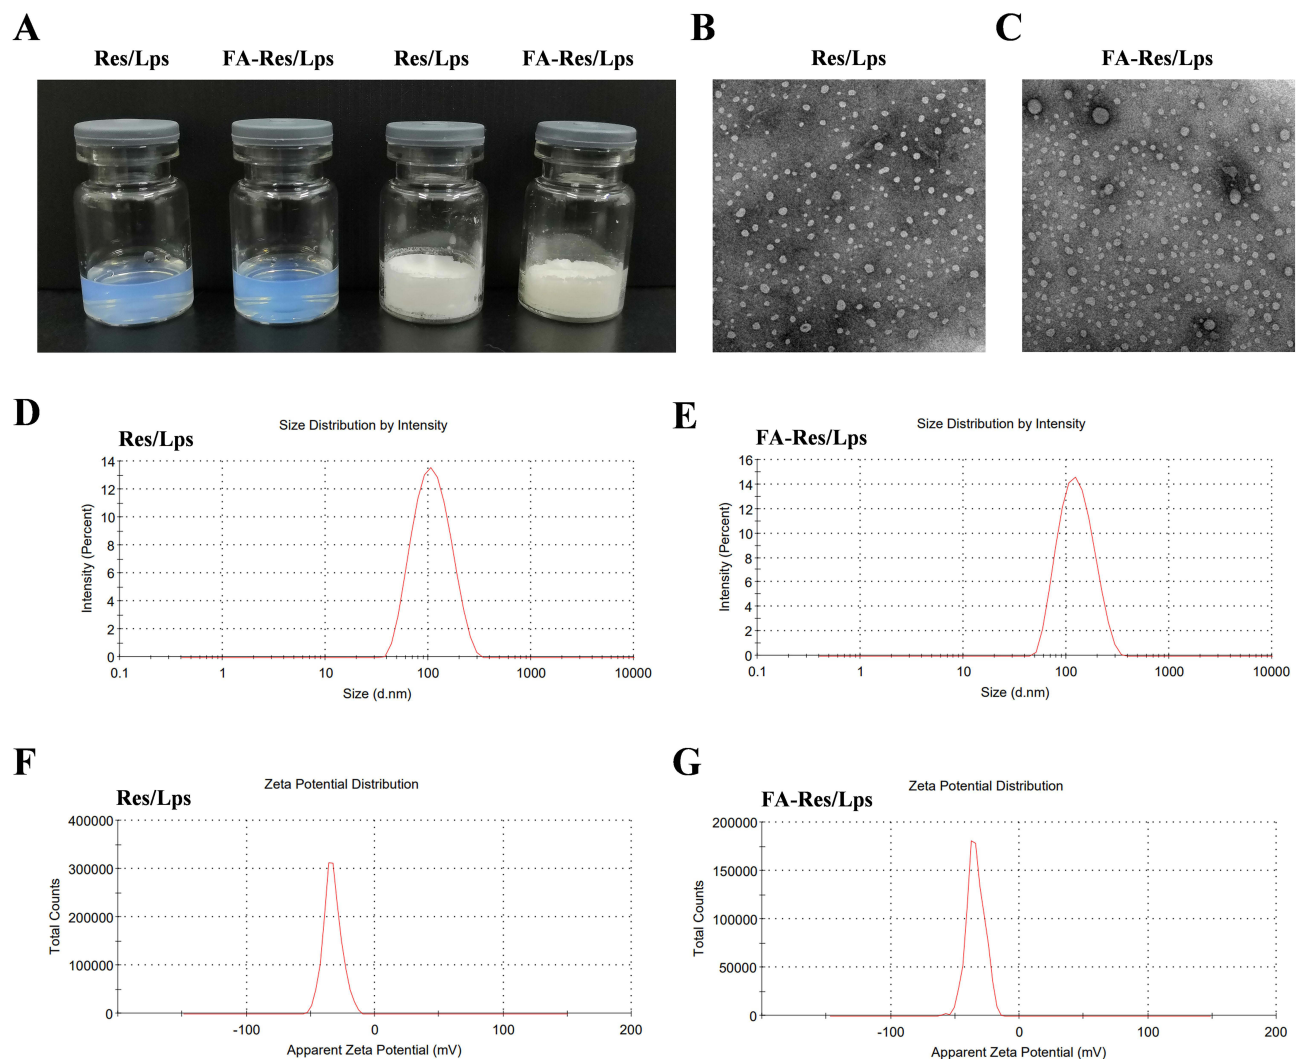 A
Res/Lps FA-Res/Lps Res/Lps FA-Res/Lps
B
Res/Lps
C
FA-Res/Lps
D
Res/Lps
Size Distribution by Intensity
Intensity (Percent)
14
12
10
8
6
4
2
0
0.1 1 10 100 1000 10000
Size (d.nm)
E
FA-Res/Lps
Size Distribution by Intensity
Intensity (Percent)
16
14
12
10
8
6
4
2
0
0.1 1 10 100 1000 10000
Size (d.nm)
F
Res/Lps
Zeta Potential Distribution
Total Counts
400000
300000
200000
100000
0
-100 0 100 200
Apparent Zeta Potential (mV)
G
FA-Res/Lps
Zeta Potential Distribution
Total Counts
200000
150000
100000
50000
0
-100 0 100 200
Apparent Zeta Potential (mV)